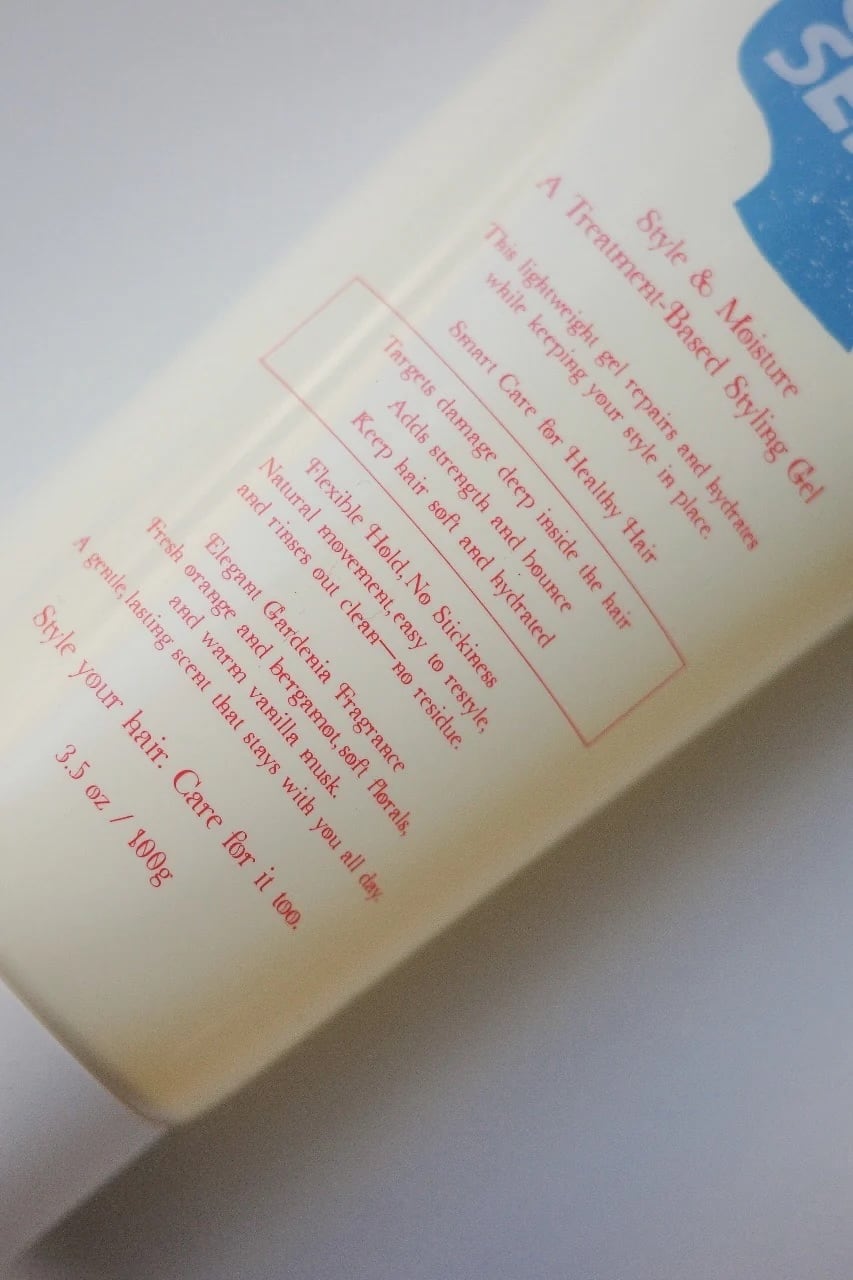 Style & Moisture
A Treatment-Based Styling Gel
This lightweight gel repairs and hydrates
while keeping your style in place.
Smart Care for Healthy Hair
Targets damage deep inside the hair
Adds strength and bounce
Keep hair soft and hydrated
Flexible Hold, No Stickiness
Natural movement, easy to restyle,
and rinses out clean—no residue.
Elegant Gardenia Fragrance
Fresh orange and bergamot, soft florals,
and warm vanilla musk.
A gentle, lasting scent that stays with you all day.
Style your hair. Care for it too.
3.5 oz / 100g